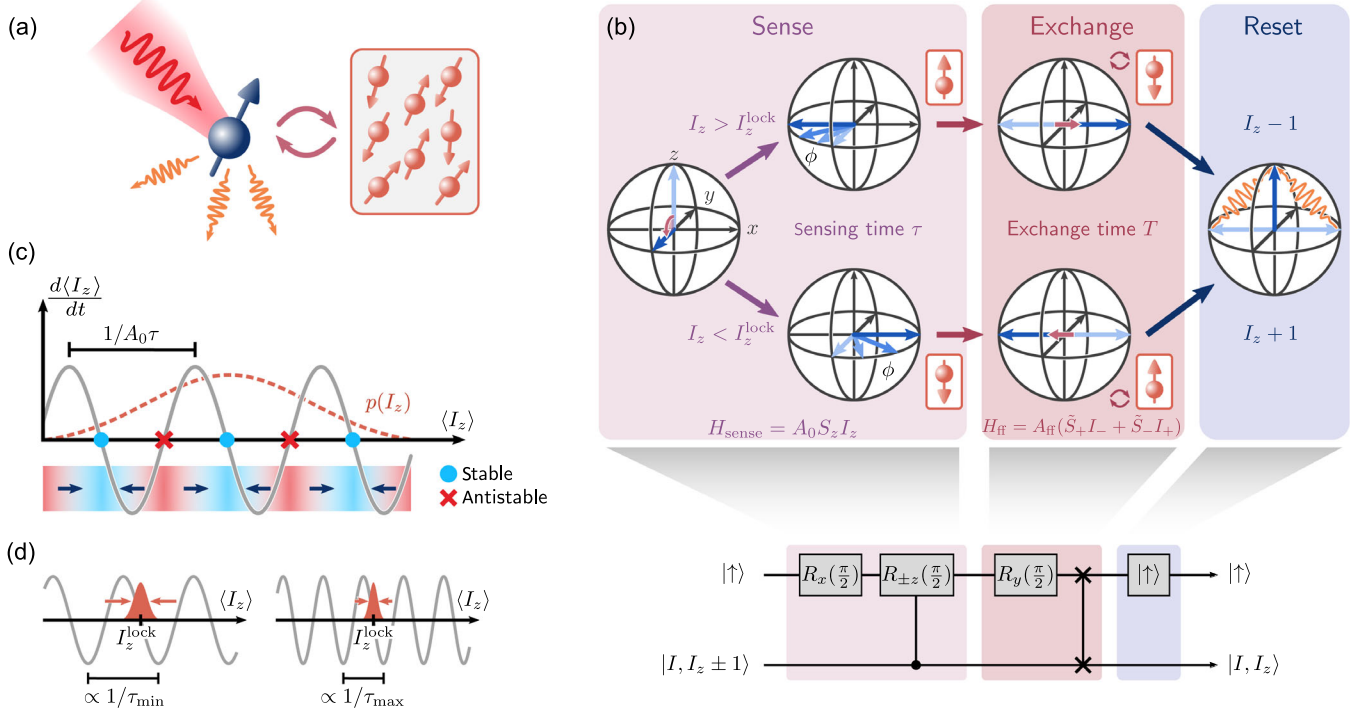 (a)
(b)
Sense
Exchange
Reset
I_z > I_z^lock
I_z − 1
ϕ
z
y
x
Sensing time τ
Exchange time T
I_z < I_z^lock
I_z + 1
ϕ
H_sense = A_0 S_z I_z
H_ff = A_ff(S̃_+ I_− + S̃_− I_+)
(c)
d⟨I_z⟩
dt
1/A_0τ
p(I_z)
⟨I_z⟩
Stable
Antistable
(d)
⟨I_z⟩
I_z^lock
∝ 1/τ_min
⟨I_z⟩
I_z^lock
∝ 1/τ_max
|↑⟩
R_x(π/2)
R_±z(π/2)
R_y(π/2)
|↑⟩
|↑⟩
|I, I_z ± 1⟩
|I, I_z⟩